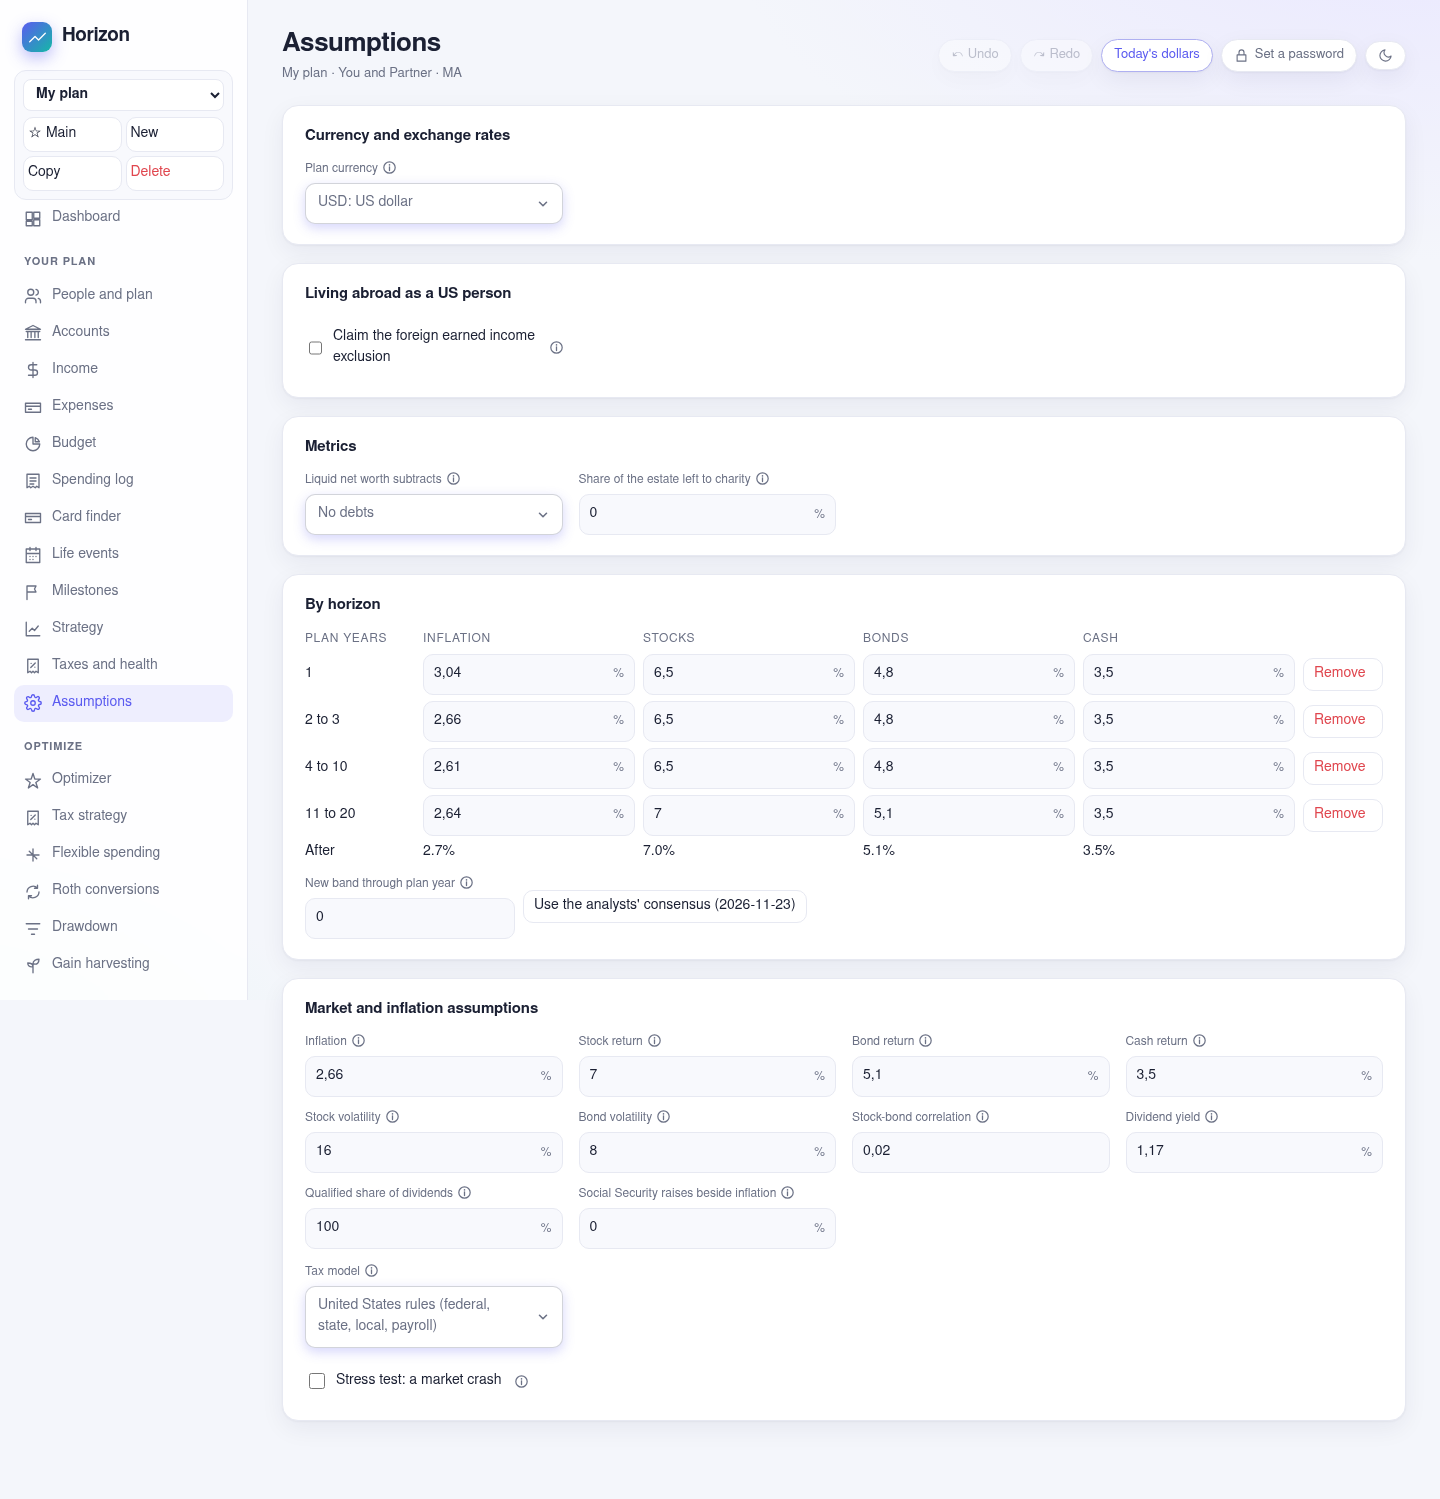 Horizon
My plan
☆ Main
New
Copy
Delete
Dashboard
YOUR PLAN
People and plan
Accounts
Income
Expenses
Budget
Spending log
Card finder
Life events
Milestones
Strategy
Taxes and health
Assumptions
OPTIMIZE
Optimizer
Tax strategy
Flexible spending
Roth conversions
Drawdown
Gain harvesting
Assumptions
My plan · You and Partner · MA
Undo
Redo
Today's dollars
Set a password
Currency and exchange rates
Plan currency
USD: US dollar
Living abroad as a US person
Claim the foreign earned income
exclusion
Metrics
Liquid net worth subtracts
Share of the estate left to charity
No debts
0 %
By horizon
PLAN YEARS INFLATION STOCKS BONDS CASH
1 3,04 % 6,5 % 4,8 % 3,5 % Remove
2 to 3 2,66 % 6,5 % 4,8 % 3,5 % Remove
4 to 10 2,61 % 6,5 % 4,8 % 3,5 % Remove
11 to 20 2,64 % 7 % 5,1 % 3,5 % Remove
After 2.7% 7.0% 5.1% 3.5%
New band through plan year
0
Use the analysts' consensus (2026-11-23)
Market and inflation assumptions
Inflation Stock return Bond return Cash return
2,66 % 7 % 5,1 % 3,5 %
Stock volatility Bond volatility Stock-bond correlation Dividend yield
16 % 8 % 0,02 1,17 %
Qualified share of dividends Social Security raises beside inflation
100 % 0 %
Tax model
United States rules (federal,
state, local, payroll)
Stress test: a market crash